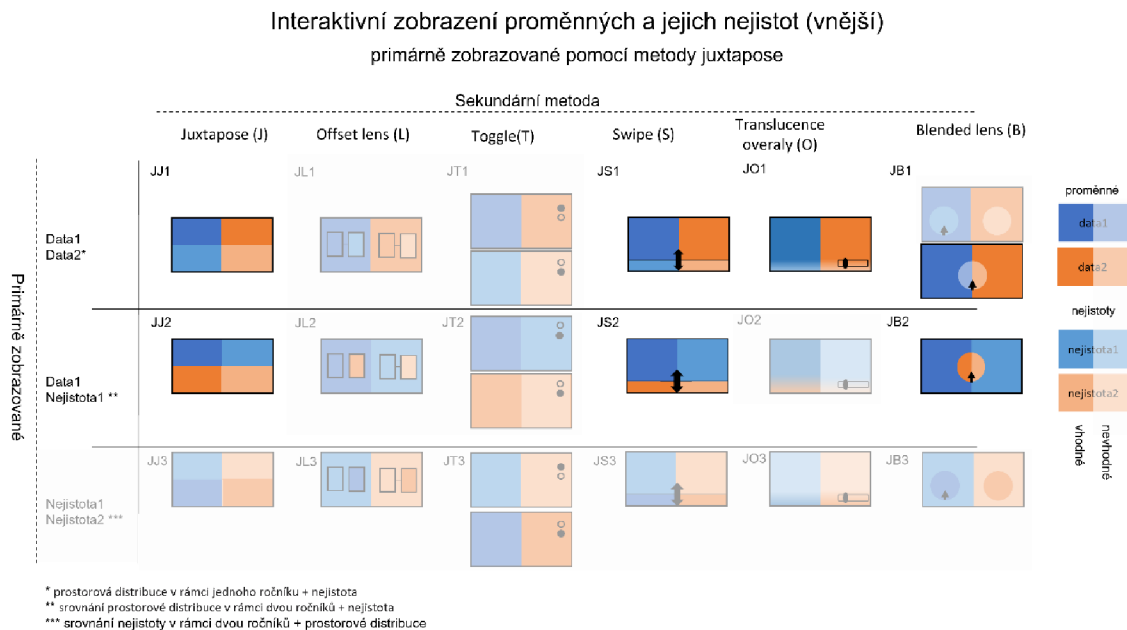 Interaktivní zobrazení proměnných a jejich nejistot (vnější)
primárně zobrazované pomocí metody juxtapose
Sekundární metoda
Juxtapose (J)
Offset lens (L)
Toggle(T)
Swipe (S)
Translucence
overaly (O)
Blended lens (B)
Primárně zobrazované
Data1
Data2*
JJ1
JL1
JT1
JS1
JO1
JB1
Data1
Nejistota1 **
JJ2
JL2
JT2
JS2
JO2
JB2
Nejistota1
Nejistota2 ***
JJ3
JL3
JT3
JS3
JO3
JB3
proměnné
data1
data2
nejistoty
nejistota1
nejistota2
vhodné
nevhodné
* prostorová distribuce v rámci jednoho ročníku + nejistota
** srovnání prostorové distribuce v rámci dvou ročníků + nejistota
*** srovnání nejistoty v rámci dvou ročníků + prostorové distribuce